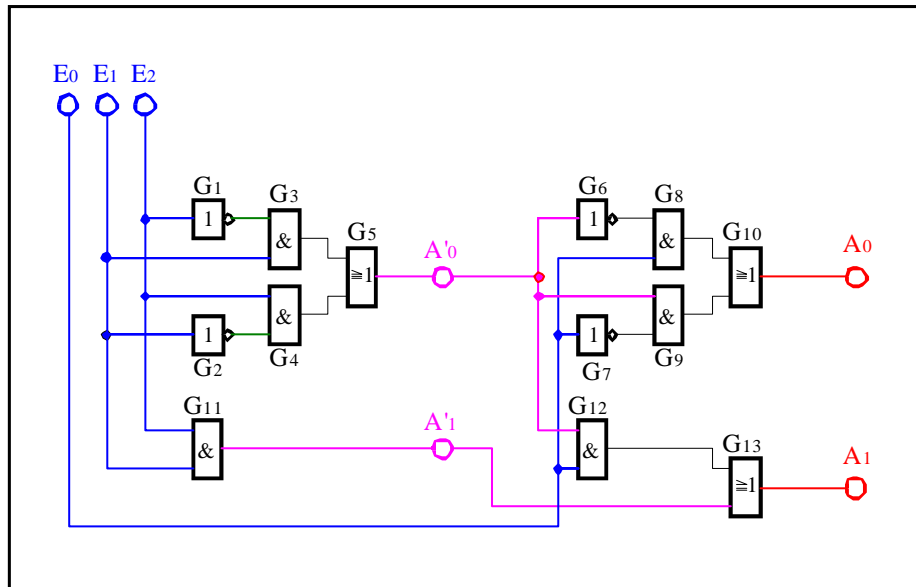 E0 E1 E2
G1 G3 G6 G8
1 & G5 1 & G10
A'0 A0
≧1 ≧1
& &
1 G4 1 G9
G2 G7
G11 G12
A'1 G13
& & A1
≧1